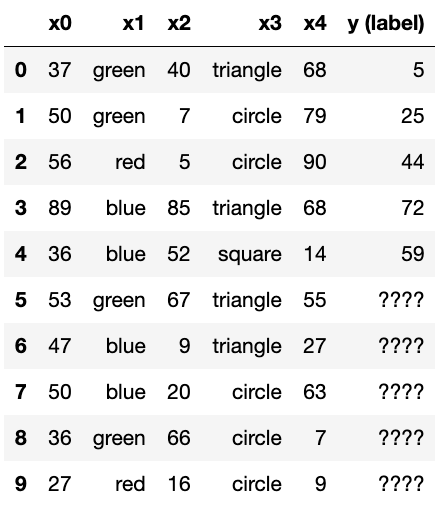 x0 x1 x2 x3 x4 y (label)
0 37 green 40 triangle 68 5
1 50 green 7 circle 79 25
2 56 red 5 circle 90 44
3 89 blue 85 triangle 68 72
4 36 blue 52 square 14 59
5 53 green 67 triangle 55 ????
6 47 blue 9 triangle 27 ????
7 50 blue 20 circle 63 ????
8 36 green 66 circle 7 ????
9 27 red 16 circle 9 ????